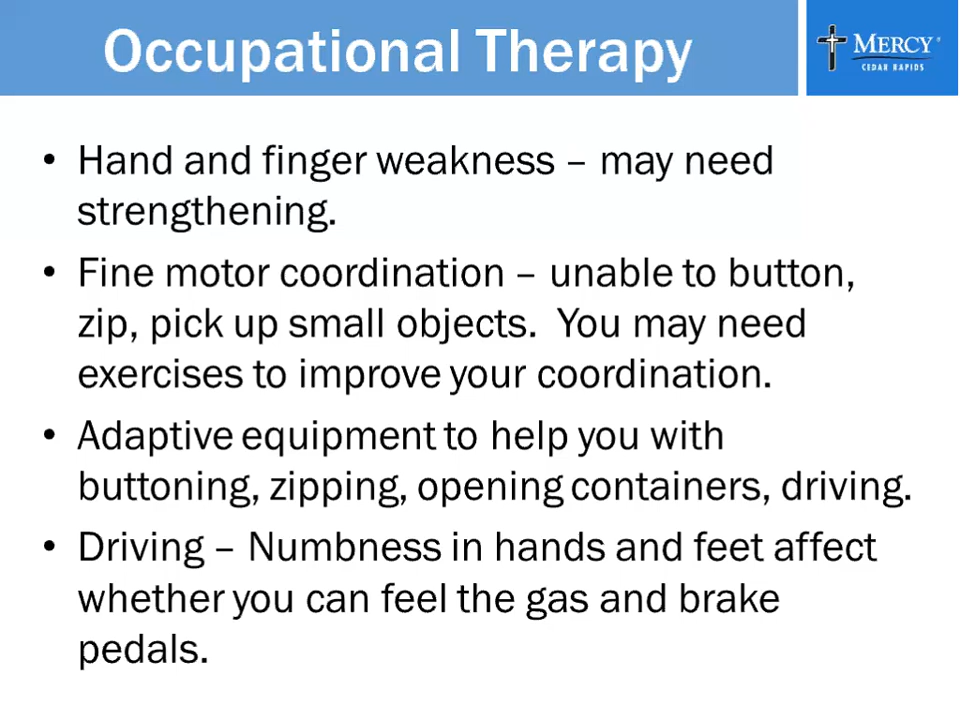 Occupational Therapy
MERCY®
CEDAR RAPIDS
• Hand and finger weakness – may need
strengthening.
• Fine motor coordination – unable to button,
zip, pick up small objects.  You may need
exercises to improve your coordination.
• Adaptive equipment to help you with
buttoning, zipping, opening containers, driving.
• Driving – Numbness in hands and feet affect
whether you can feel the gas and brake
pedals.